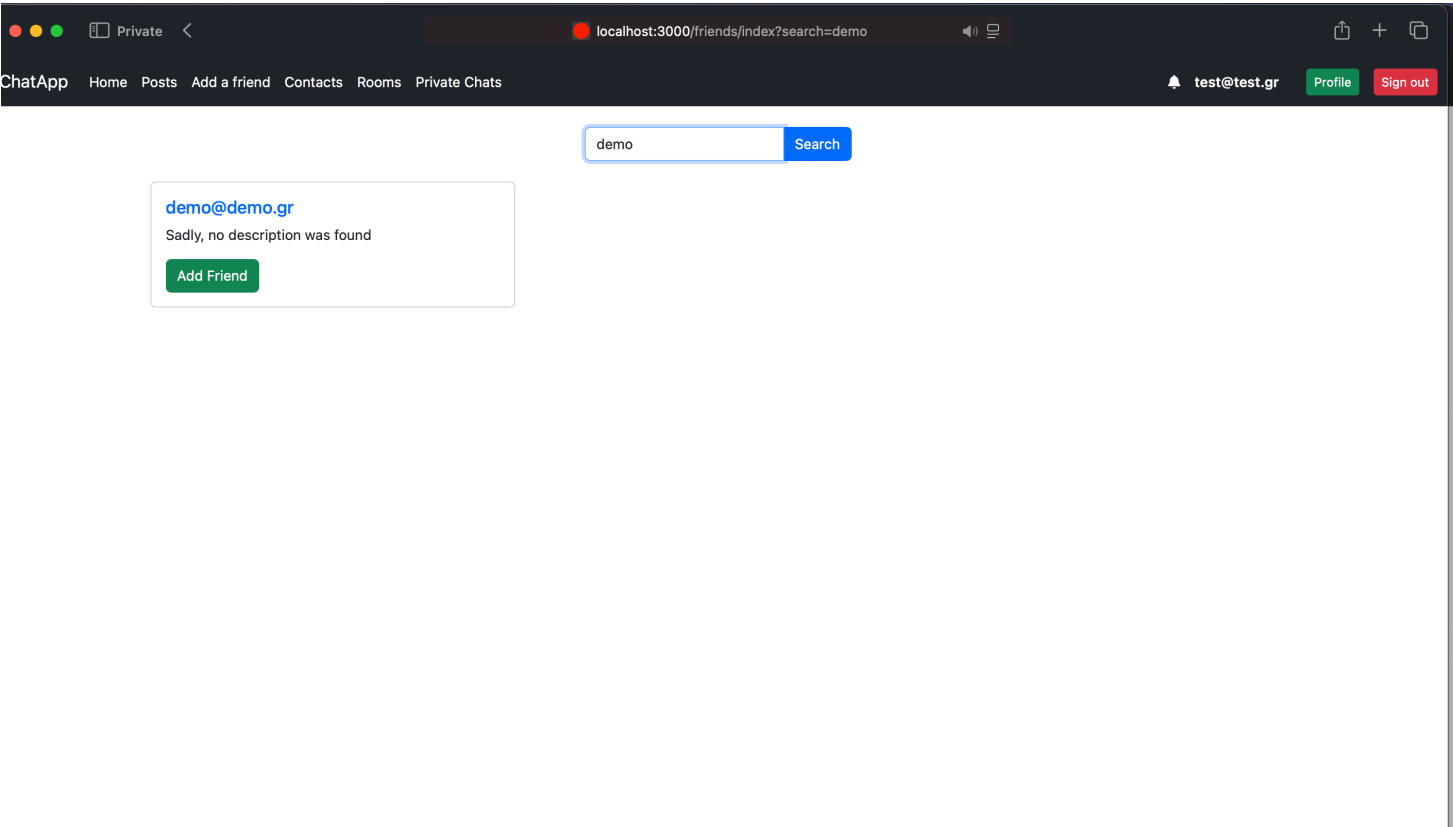 Private localhost:3000/friends/index?search=demo
ChatApp Home Posts Add a friend Contacts Rooms Private Chats test@test.gr Profile Sign out
demo Search
demo@demo.gr
Sadly, no description was found
Add Friend